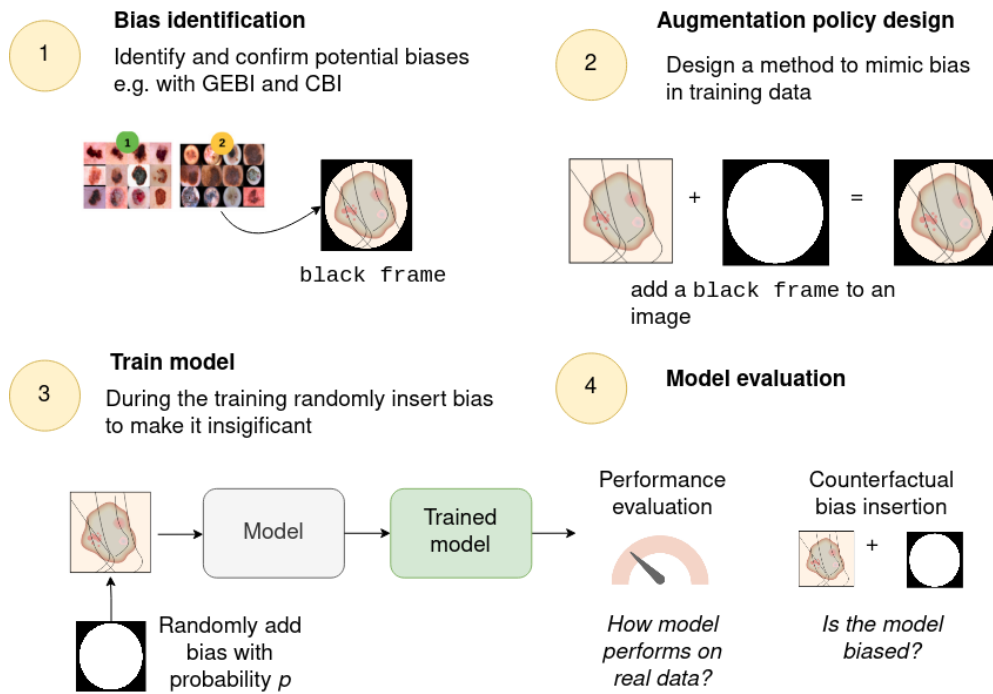 1
Bias identification
Identify and confirm potential biases
e.g. with GEBI and CBI
1
2
black frame
2
Augmentation policy design
Design a method to mimic bias
in training data
+
=
add a black frame to an
image
3
Train model
During the training randomly insert bias
to make it insigificant
Model
Trained
model
Randomly add
bias with
probability p
4
Model evaluation
Performance
evaluation
How model
performs on
real data?
Counterfactual
bias insertion
+
Is the model
biased?